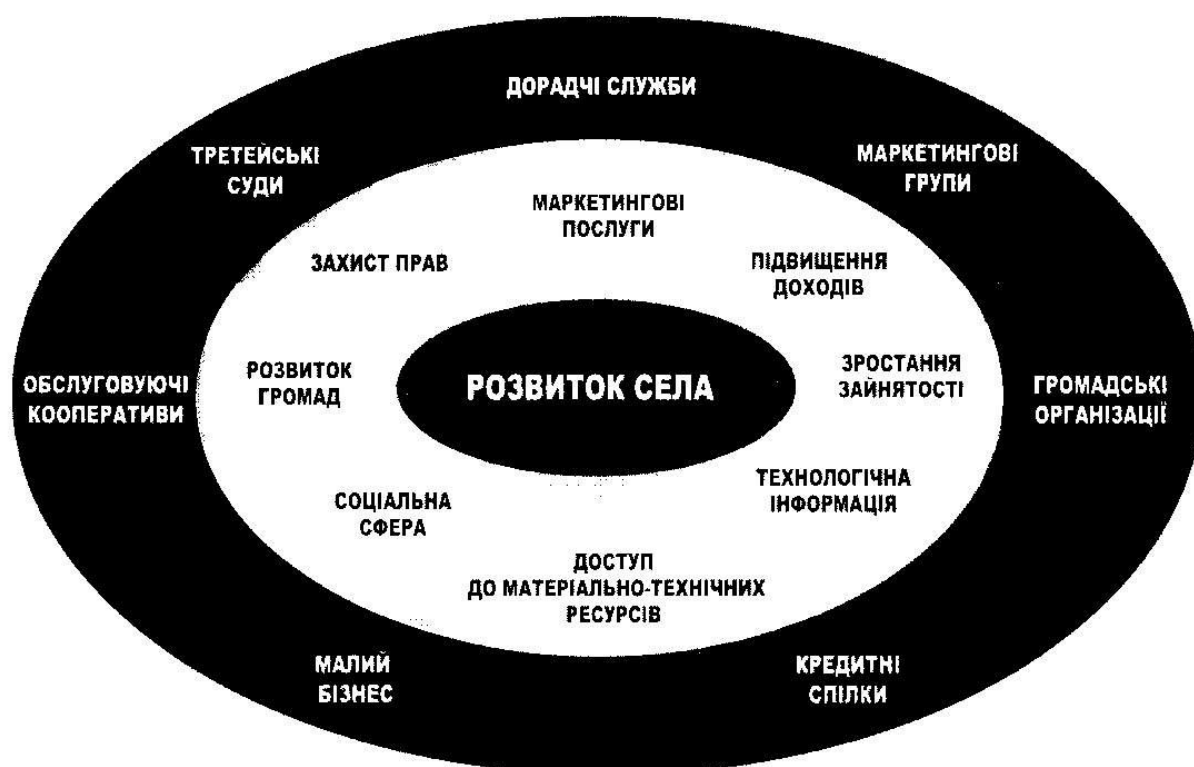 ДОРАДЧІ СЛУЖБИ
ТРЕТЕЙСЬКІ
СУДИ
МАРКЕТИНГОВІ
ГРУПИ
МАРКЕТИНГОВІ
ПОСЛУГИ
ЗАХИСТ ПРАВ
ПІДВИЩЕННЯ
ДОХОДІВ
ОБСЛУГОВУЮЧІ
КООПЕРАТИВИ
РОЗВИТОК
ГРОМАД
РОЗВИТОК СЕЛА
ЗРОСТАННЯ
ЗАЙНЯТОСТІ
ГРОМАДСЬКІ
ОРГАНІЗАЦІЇ
СОЦІАЛЬНА
СФЕРА
ТЕХНОЛОГІЧНА
ІНФОРМАЦІЯ
ДОСТУП
ДО МАТЕРІАЛЬНО-ТЕХНІЧНИХ
РЕСУРСІВ
МАЛИЙ
БІЗНЕС
КРЕДИТНІ
СПІЛКИ